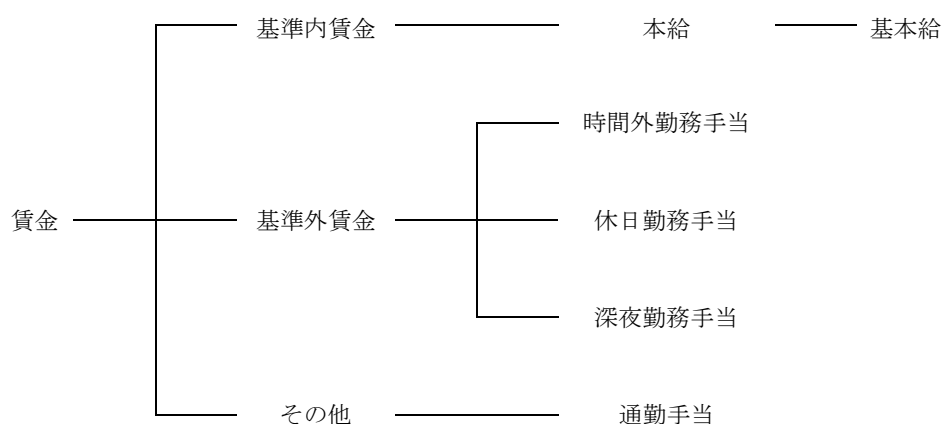 基準内賃金 本給 基本給
時間外勤務手当
賃金 基準外賃金 休日勤務手当
深夜勤務手当
その他 通勤手当